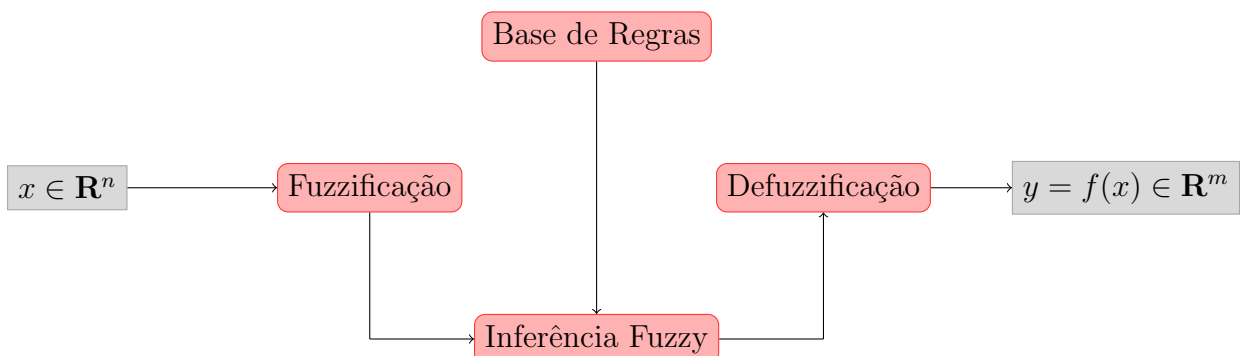 Base de Regras
x ∈ Rⁿ
Fuzzificação
Defuzzificação
y = f(x) ∈ Rᵐ
Inferência Fuzzy